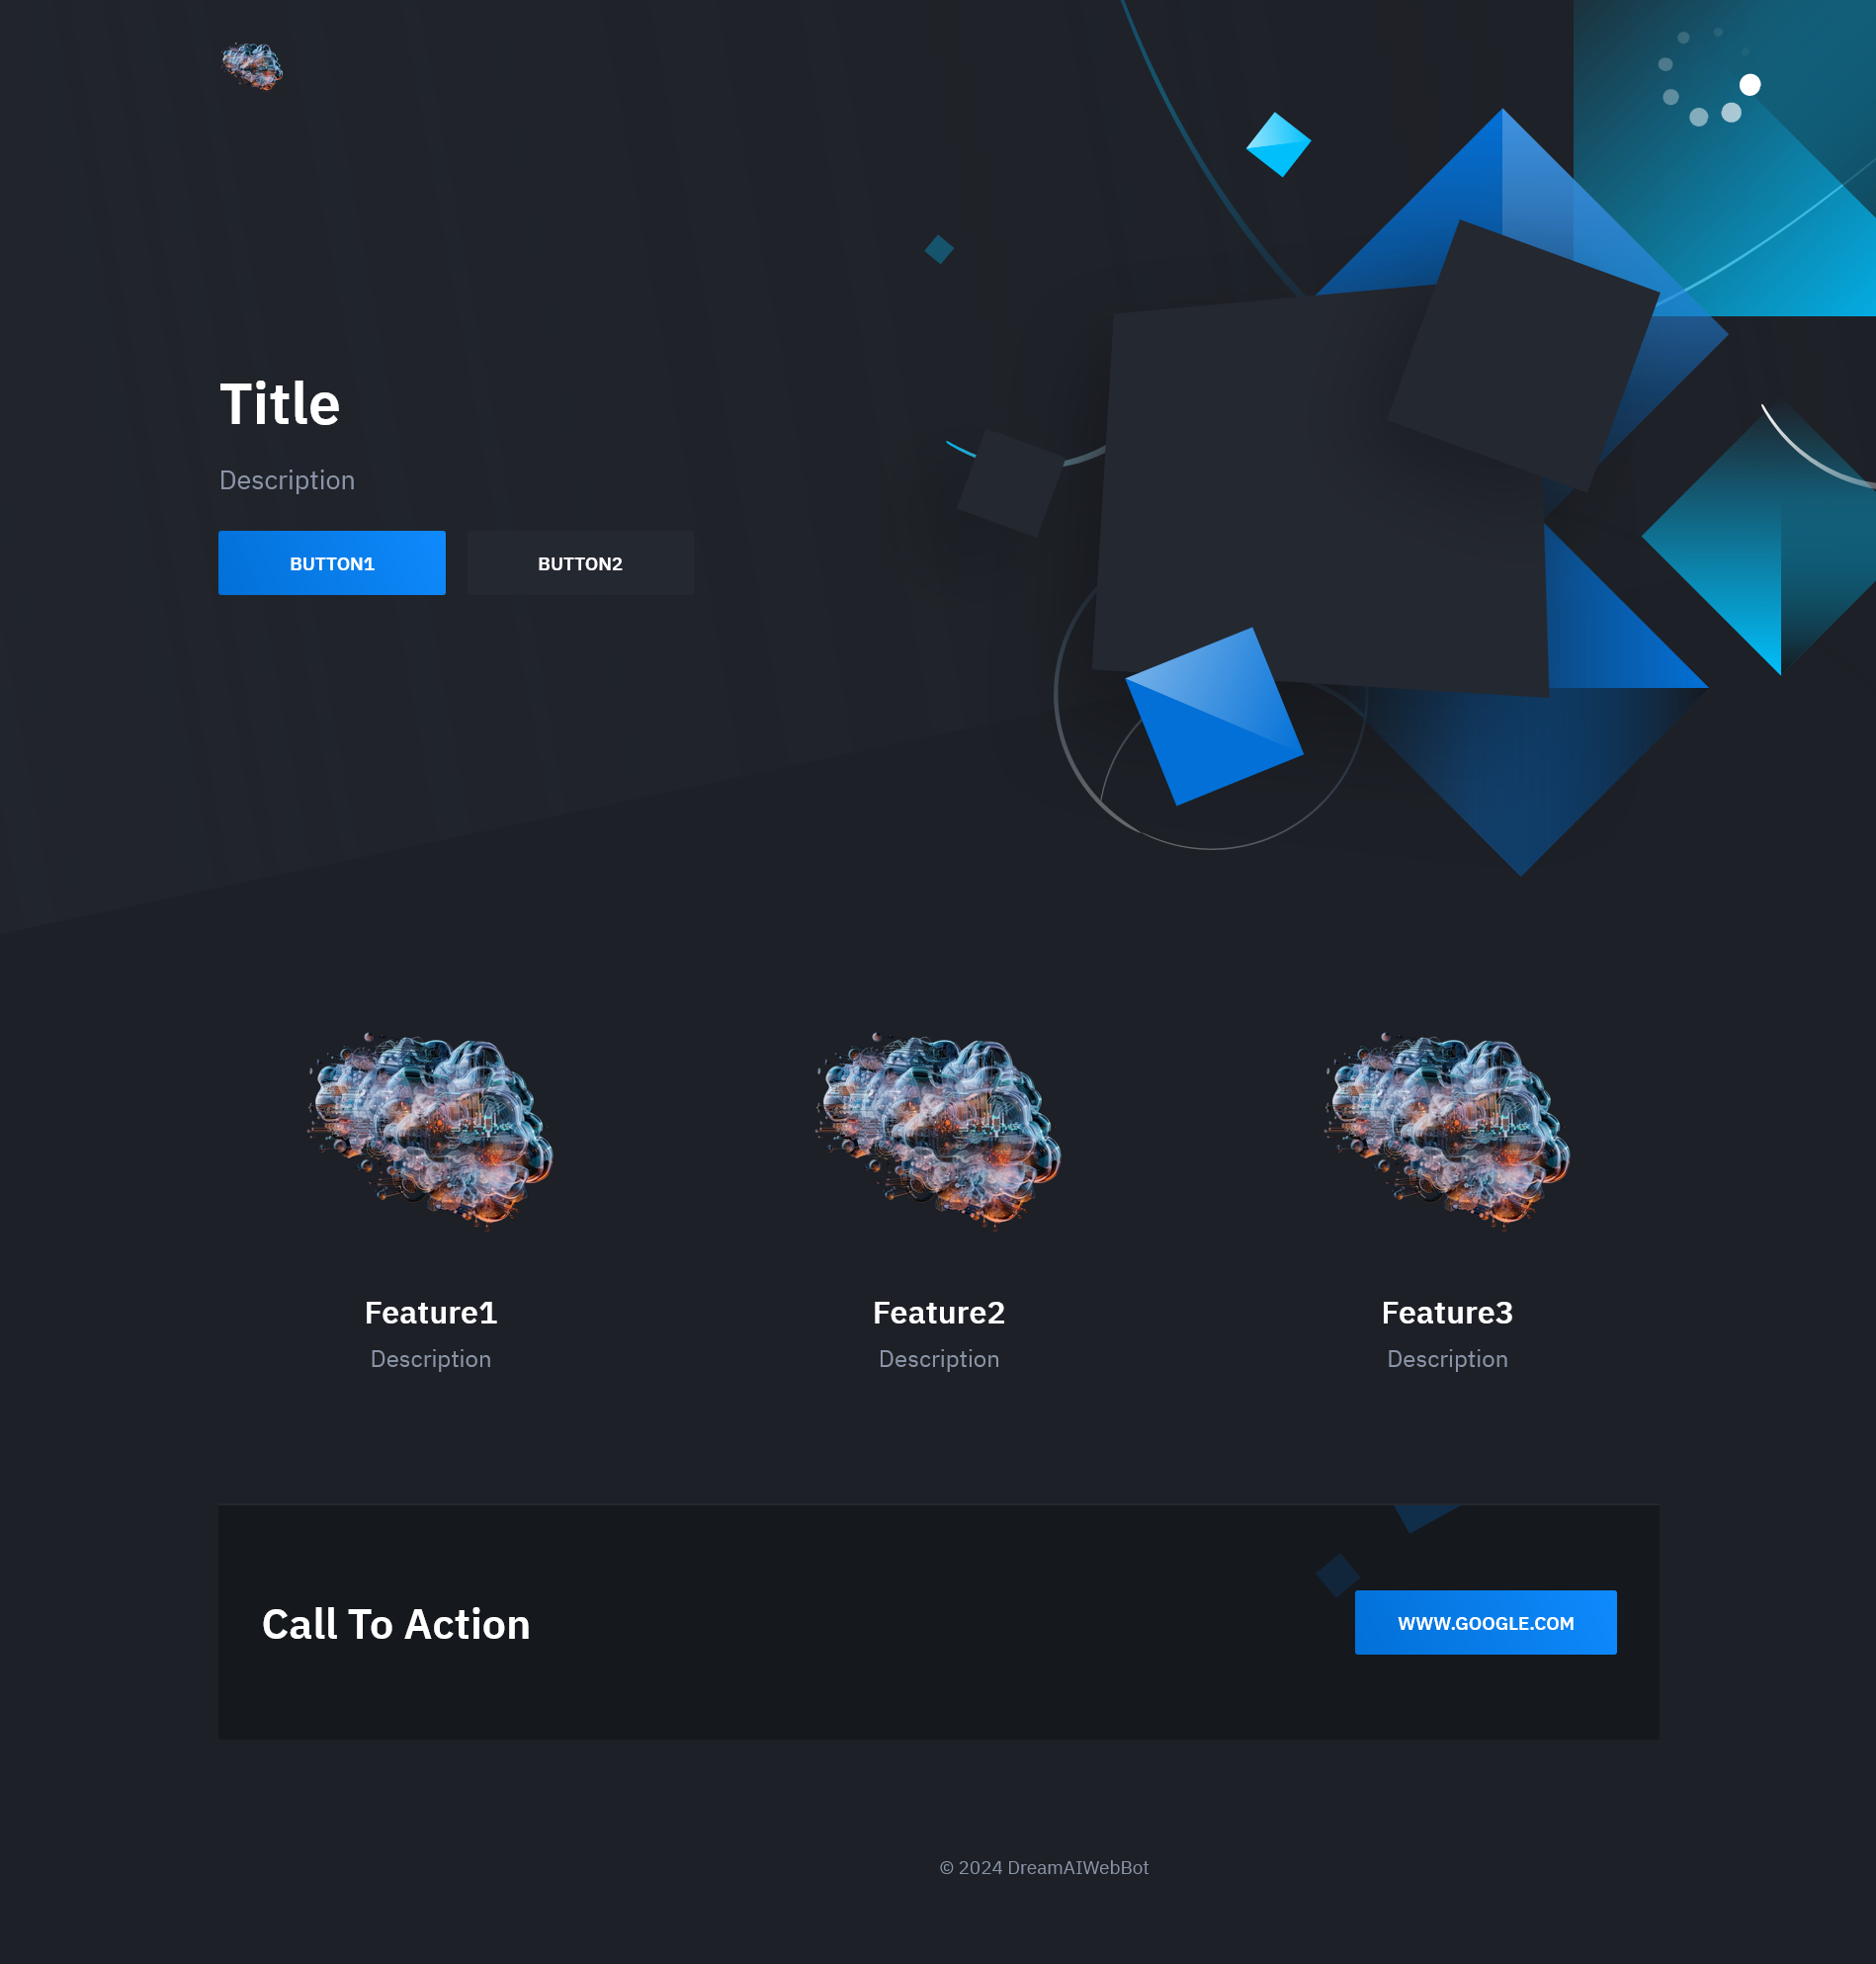 Title
Description
BUTTON1
BUTTON2
Feature1
Feature2
Feature3
Description
Description
Description
Call To Action
WWW.GOOGLE.COM
© 2024 DreamAIWebBot